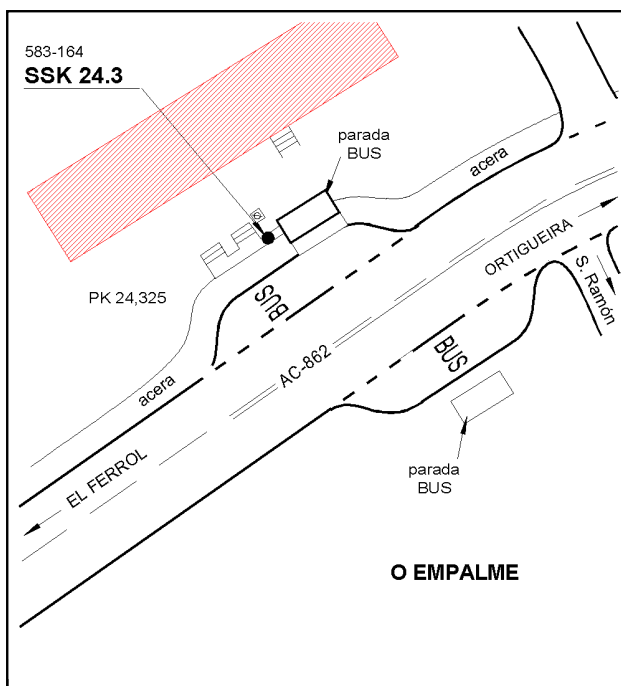 583-164
SSK 24.3
parada
BUS
acera
ORTIGUEIRA
S. Ramón
PK 24,325
BUS
BUS
AC-862
acera
EL FERROL
parada
BUS
O EMPALME